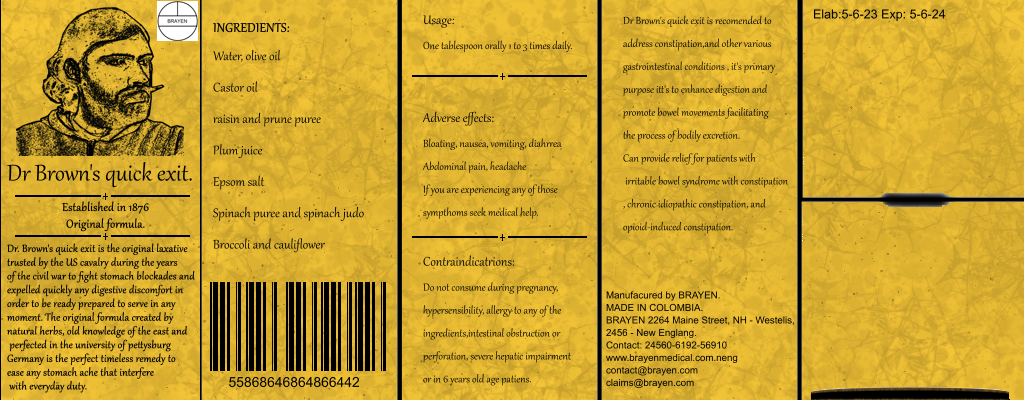 BRAYEN
Dr Brown's quick exit.
Established in 1876
Original formula.
Dr. Brown's quick exit is the original laxative
trusted by the US cavalry during the years
of the civil war to fight stomach blockades and
expelled quickly any digestive discomfort in
order to be ready prepared to serve in any
moment. The original formula created by
natural herbs, old knowledge of the east and
perfected in the university of pettysburg
Germany is the perfect timeless remedy to
ease any stomach ache that interfere
with everyday duty.
INGREDIENTS:
Water, olive oil
Castor oil
raisin and prune puree
Plum juice
Epsom salt
Spinach puree and spinach judo
Broccoli and cauliflower
55868646864866442
Usage:
One tablespoon orally 1 to 3 times daily.
Adverse effects:
Bloating, nausea, vomiting, diahrrea
Abdominal pain, headache
If you are experiencing any of those
sympthoms seek medical help.
Contraindicatrions:
Do not consume during pregnancy,
hypersensibility, allergy to any of the
ingredients,intestinal obstruction or
perforation, severe hepatic impairment
or in 6 years old age patiens.
Dr Brown's quick exit is recomended to
address constipation,and other various
gastrointestinal conditions , it's primary
purpose itt's to enhance digestion and
promote bowel movements facilitating
the process of bodily excretion.
Can provide relief for patients with
irritable bowel syndrome with constipation
, chronic idiopathic constipation, and
opioid-induced constipation.
Manufacured by BRAYEN.
MADE IN COLOMBIA.
BRAYEN 2264 Maine Street, NH - Westells,
2456 - New Englang.
Contact: 24560-6192-56910
www.brayenmedical.com.neng
contact@brayen.com
claims@brayen.com
Elab:5-6-23 Exp: 5-6-24